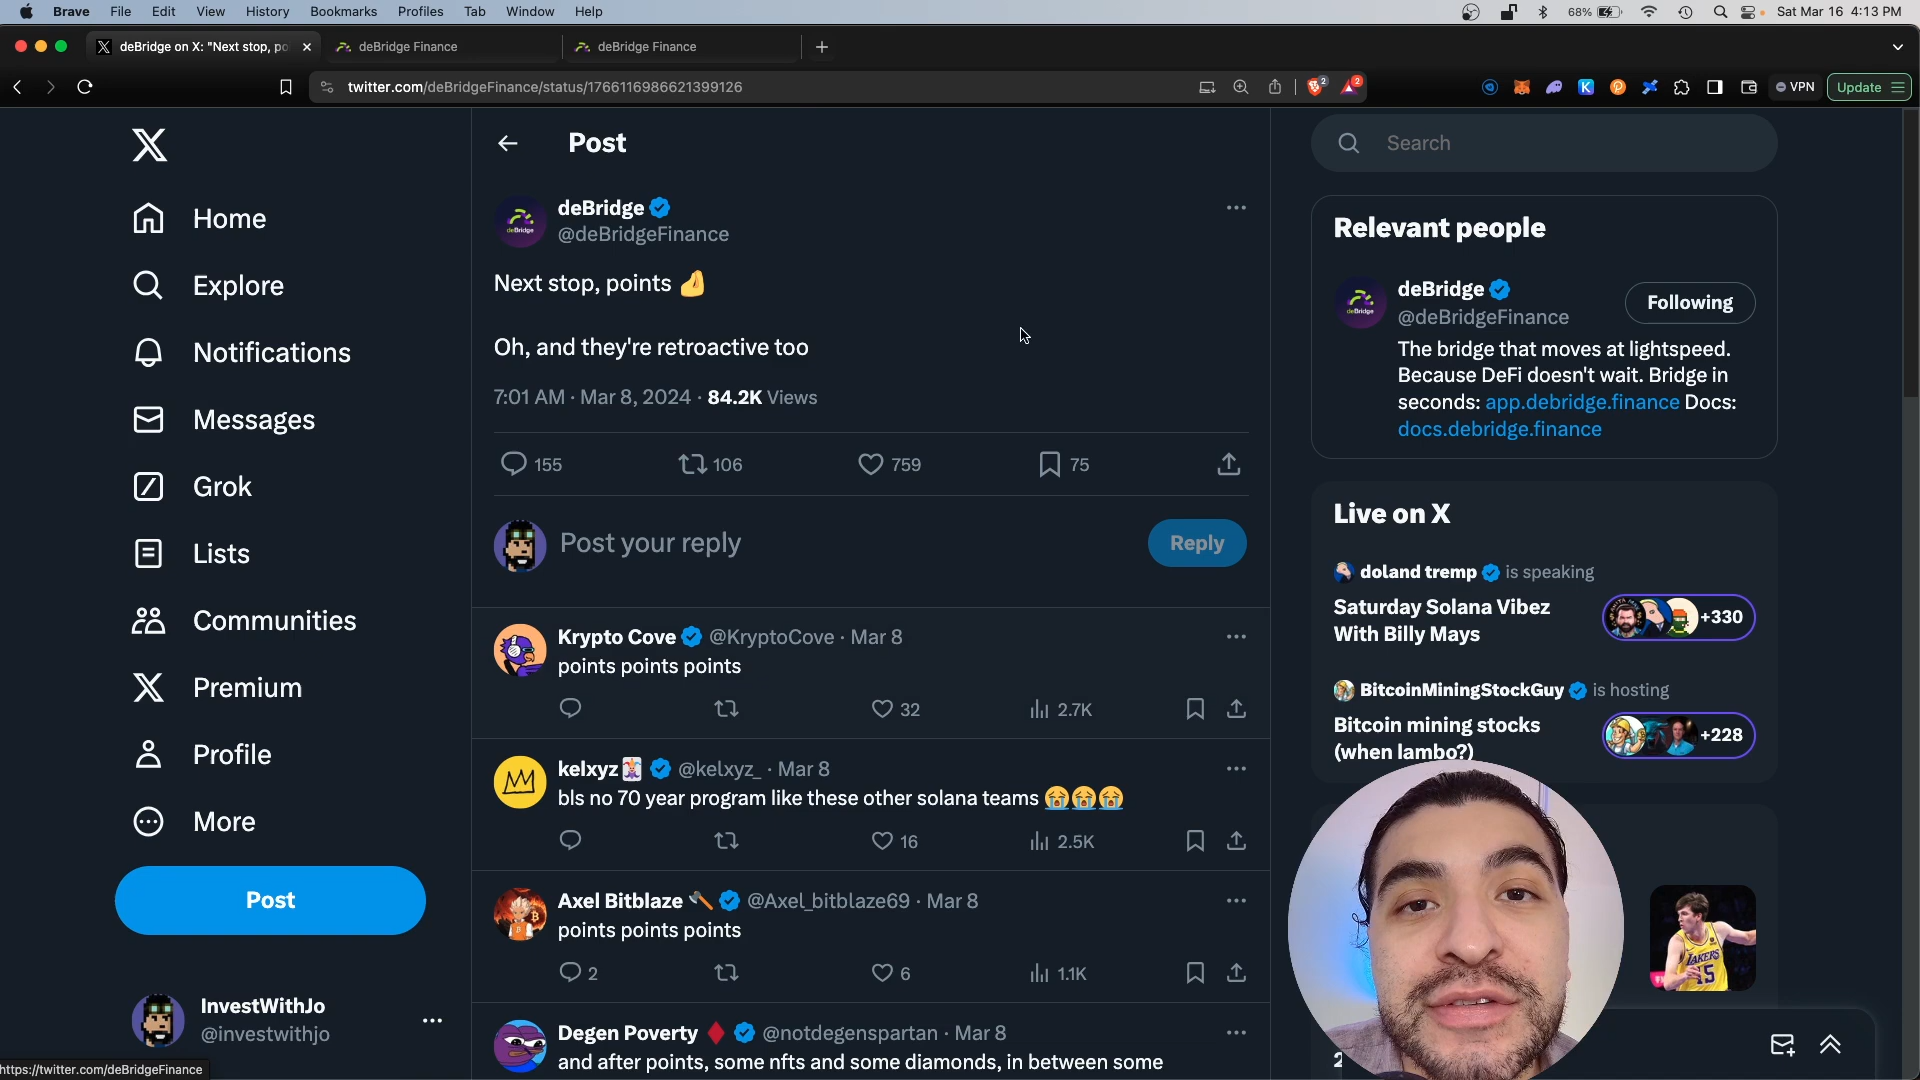 Brave File Edit View History Bookmarks Profiles Tab Window Help 68% Sat Mar 16 4:13 PM
deBridge on X: "Next stop, po deBridge Finance deBridge Finance
twitter.com/deBridgeFinance/status/1766116986621399126 2 2 VPN Update
Home
Explore
Notifications
Messages
Grok
Lists
Communities
Premium
Profile
More
Post
InvestWithJo
@investwithjo
https://twitter.com/deBridgeFinance
Post
deBridge
@deBridgeFinance
Next stop, points 🤌
Oh, and they're retroactive too
7:01 AM · Mar 8, 2024 · 84.2K Views
155 106 759 75
Post your reply Reply
Krypto Cove @KryptoCove · Mar 8
points points points
32 2.7K
kelxyz🃏 @kelxyz_ · Mar 8
bls no 70 year program like these other solana teams 😭😭😭
16 2.5K
Axel Bitblaze 🪓 @Axel_bitblaze69 · Mar 8
points points points
2 6 1.1K
Degen Poverty ♦️ @notdegenspartan · Mar 8
and after points, some nfts and some diamonds, in between some
Search
Relevant people
deBridge
@deBridgeFinance
Following
The bridge that moves at lightspeed.
Because DeFi doesn't wait. Bridge in
seconds: app.debridge.finance Docs:
docs.debridge.finance
Live on X
doland tremp is speaking
Saturday Solana Vibez
With Billy Mays
+330
BitcoinMiningStockGuy is hosting
Bitcoin mining stocks
(when lambo?)
+228
LAKERS
15